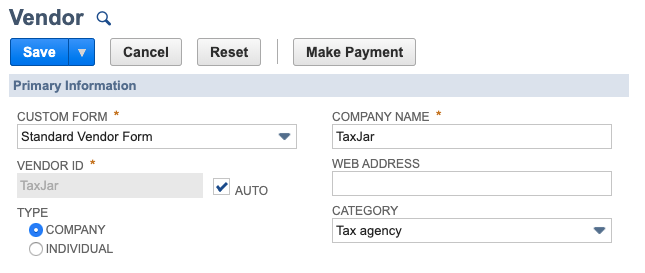 Vendor
Save Cancel Reset Make Payment
Primary Information
CUSTOM FORM *
Standard Vendor Form
VENDOR ID *
TaxJar
AUTO
TYPE
COMPANY
INDIVIDUAL
COMPANY NAME *
TaxJar
WEB ADDRESS
CATEGORY
Tax agency